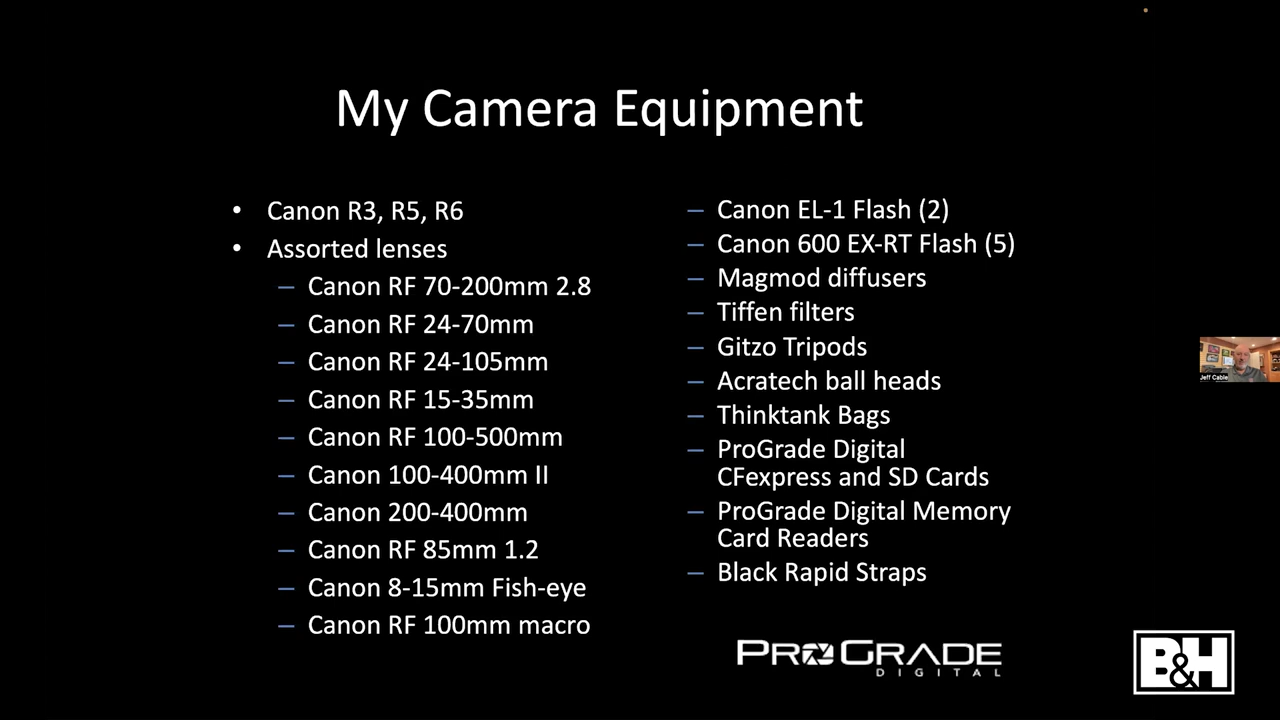 My Camera Equipment
• Canon R3, R5, R6
• Assorted lenses
– Canon RF 70-200mm 2.8
– Canon RF 24-70mm
– Canon RF 24-105mm
– Canon RF 15-35mm
– Canon RF 100-500mm
– Canon 100-400mm II
– Canon 200-400mm
– Canon RF 85mm 1.2
– Canon 8-15mm Fish-eye
– Canon RF 100mm macro
– Canon EL-1 Flash (2)
– Canon 600 EX-RT Flash (5)
– Magmod diffusers
– Tiffen filters
– Gitzo Tripods
– Acratech ball heads
– Thinktank Bags
– ProGrade Digital
CFexpress and SD Cards
– ProGrade Digital Memory
Card Readers
– Black Rapid Straps
PROGRADE
DIGITAL
B&H
Jeff Cable